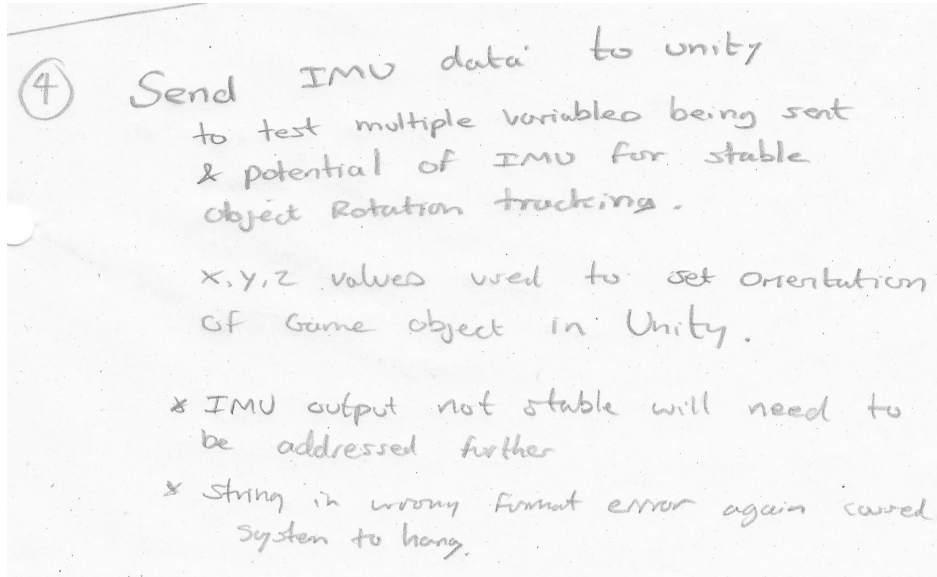 ④ Send IMU data to unity
to test multiple variables being sent
& potential of IMU for stable
object Rotation tracking.
X, Y, Z values used to set orientation
of Game object in Unity.
* IMU output not stable will need to
be addressed further
* String in wrong format error again caused
system to hang.